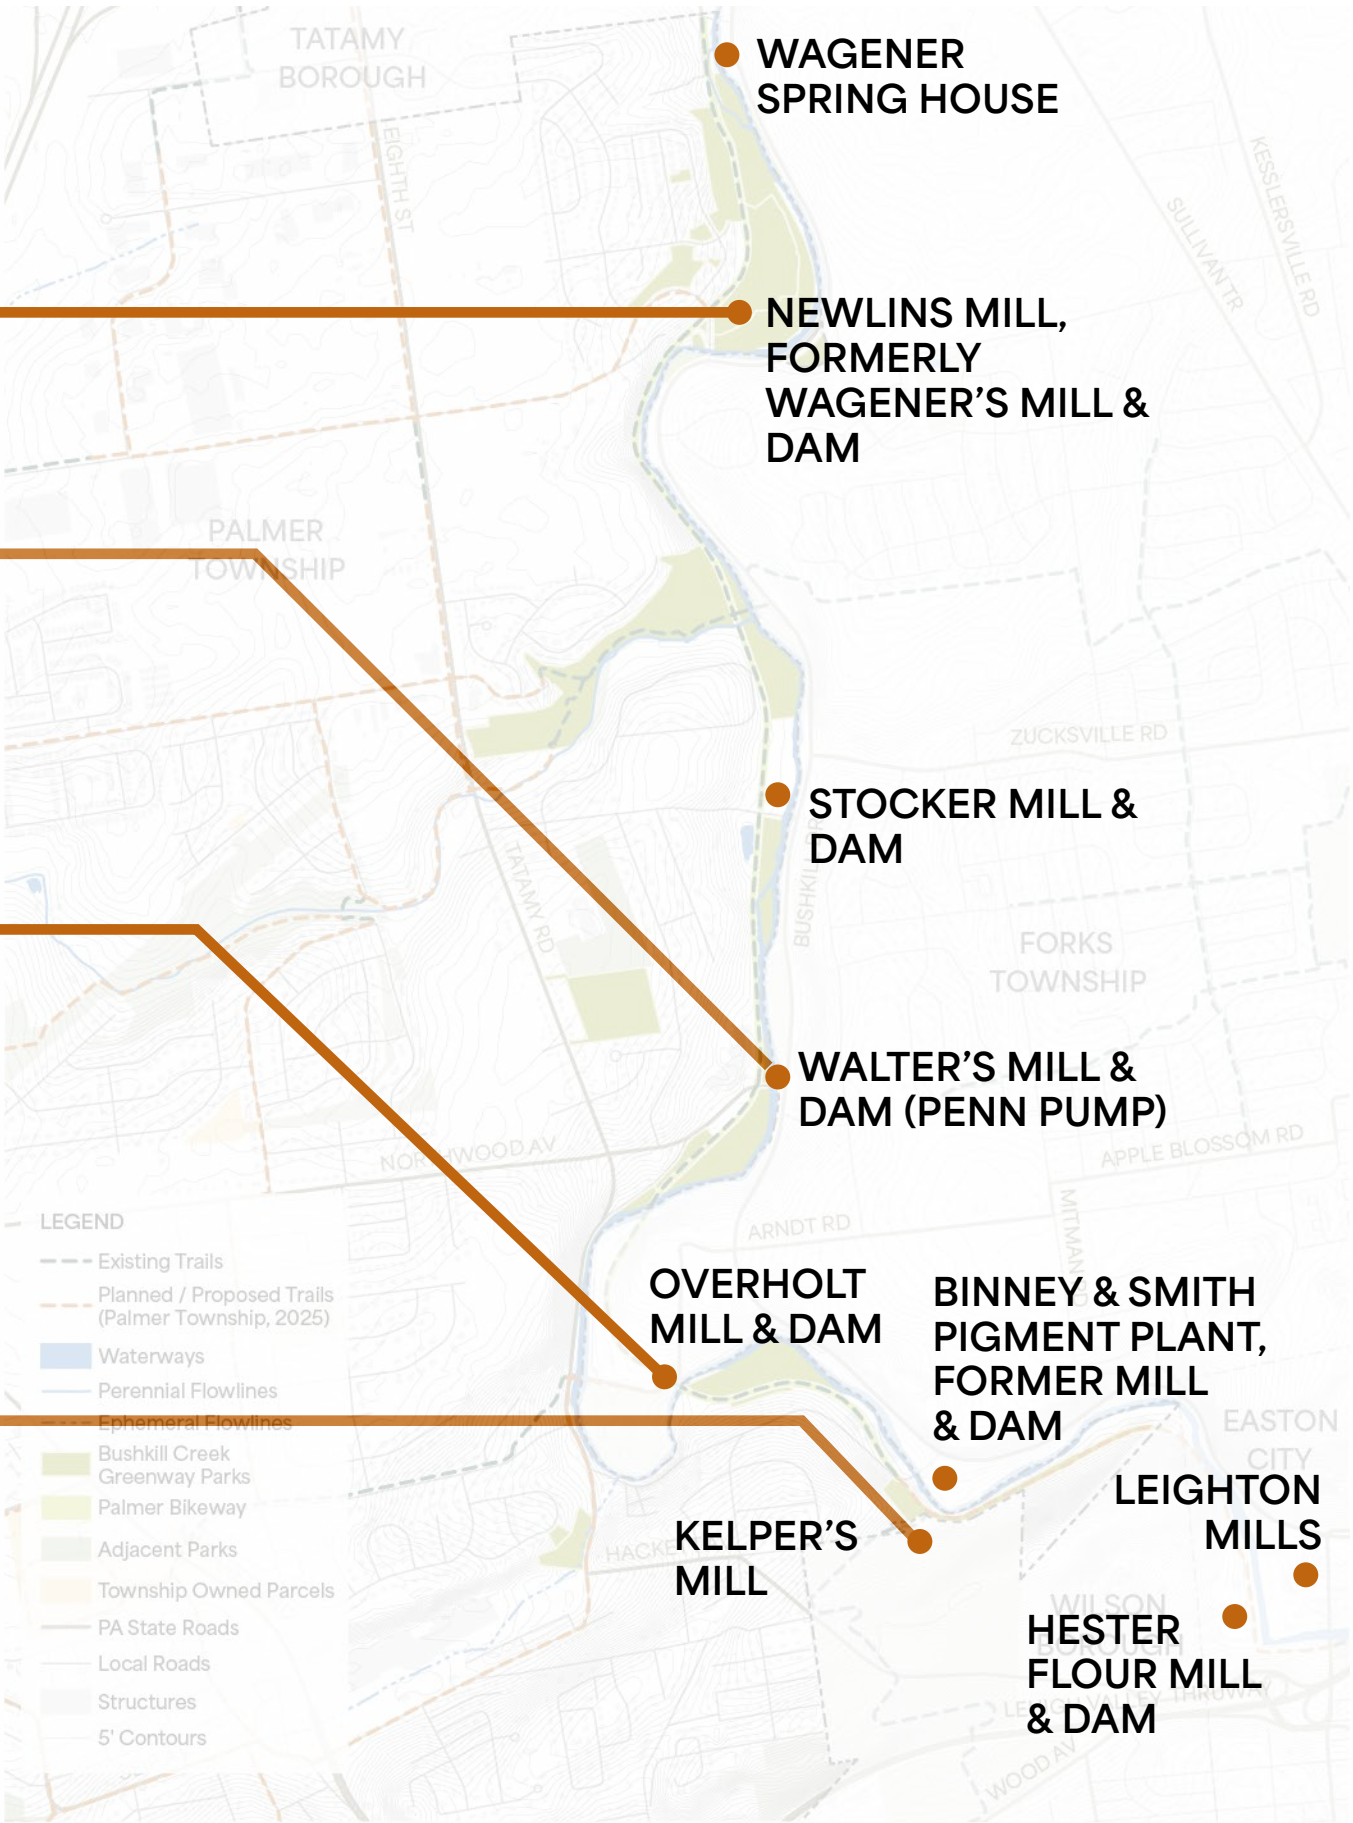 TATAMY
BOROUGH
WAGENER
SPRING HOUSE
EIGHTH ST
KESSLERSVILLE RD
SULLIVAN TR
NEWLINS MILL,
FORMERLY
WAGENER’S MILL &
DAM
PALMER
TOWNSHIP
ZUCKSVILLE RD
STOCKER MILL &
DAM
TATAMY RD
BUSHKILL DR
FORKS
TOWNSHIP
WALTER’S MILL &
DAM (PENN PUMP)
NORTHWOOD AV
APPLE BLOSSOM RD
MITMAN RD
ARNDT RD
LEGEND
Existing Trails
Planned / Proposed Trails
(Palmer Township, 2025)
Waterways
Perennial Flowlines
Ephemeral Flowlines
Bushkill Creek
Greenway Parks
Palmer Bikeway
Adjacent Parks
Township Owned Parcels
PA State Roads
Local Roads
Structures
5' Contours
OVERHOLT
MILL & DAM
BINNEY & SMITH
PIGMENT PLANT,
FORMER MILL
& DAM
EASTON
CITY
LEIGHTON
MILLS
KELPER’S
MILL
WILSON
BOROUGH
HESTER
FLOUR MILL
& DAM
LEHIGH VALLEY THRUWAY
WOOD AV